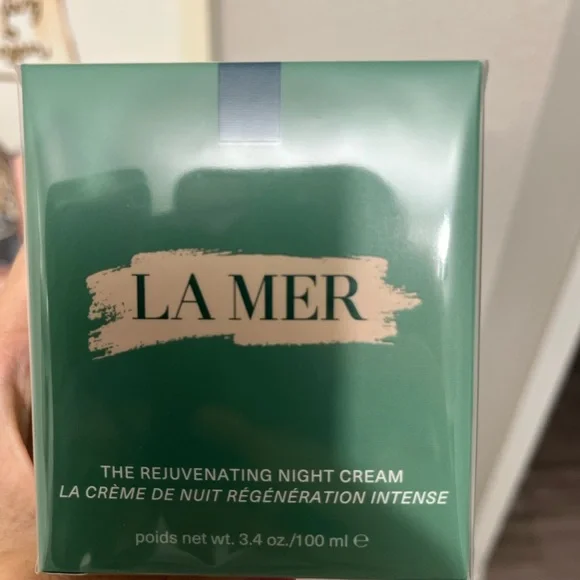 LA MER
THE REJUVENATING NIGHT CREAM
LA CRÈME DE NUIT RÉGÉNÉRATION INTENSE
poids net wt. 3.4 oz./100 ml ℮